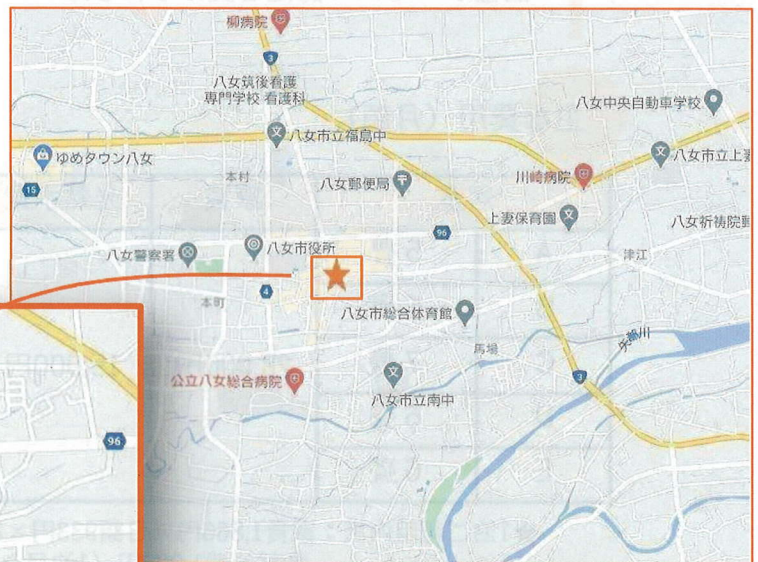 柳病院
3
八女筑後看護
専門学校 看護科
八女中央自動車学校
八女市立福島中
ゆめタウン八女
八女市立上妻
本村
八女郵便局
川崎病院
15
上妻保育園
八女祈祷院
96
八女市役所
八女警察署
津江
4
本町
八女市総合体育館
矢部川
馬場
3
公立八女総合病院
八女市立南中
96